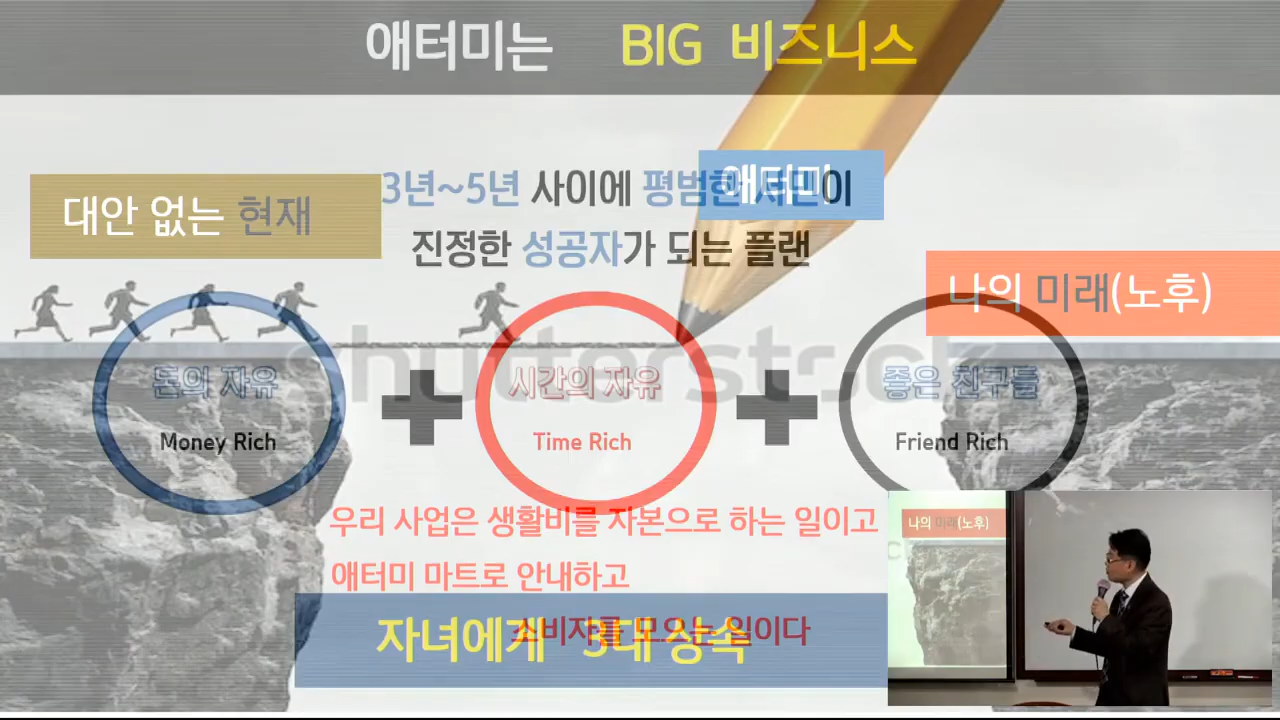 애터미는 BIG 비즈니스
3년~5년 사이에 평범한 서민이
애터미
대안 없는 현재
진정한 성공자가 되는 플랜
나의 미래(노후)
shutterstock
돈의 자유
시간의 자유
좋은 친구들
Money Rich
Time Rich
Friend Rich
우리 사업은 생활비를 자본으로 하는 일이고
애터미 마트로 안내하고
소비자를 모으는 일이다
자녀에게 3대 상속
나의 미래(노후)